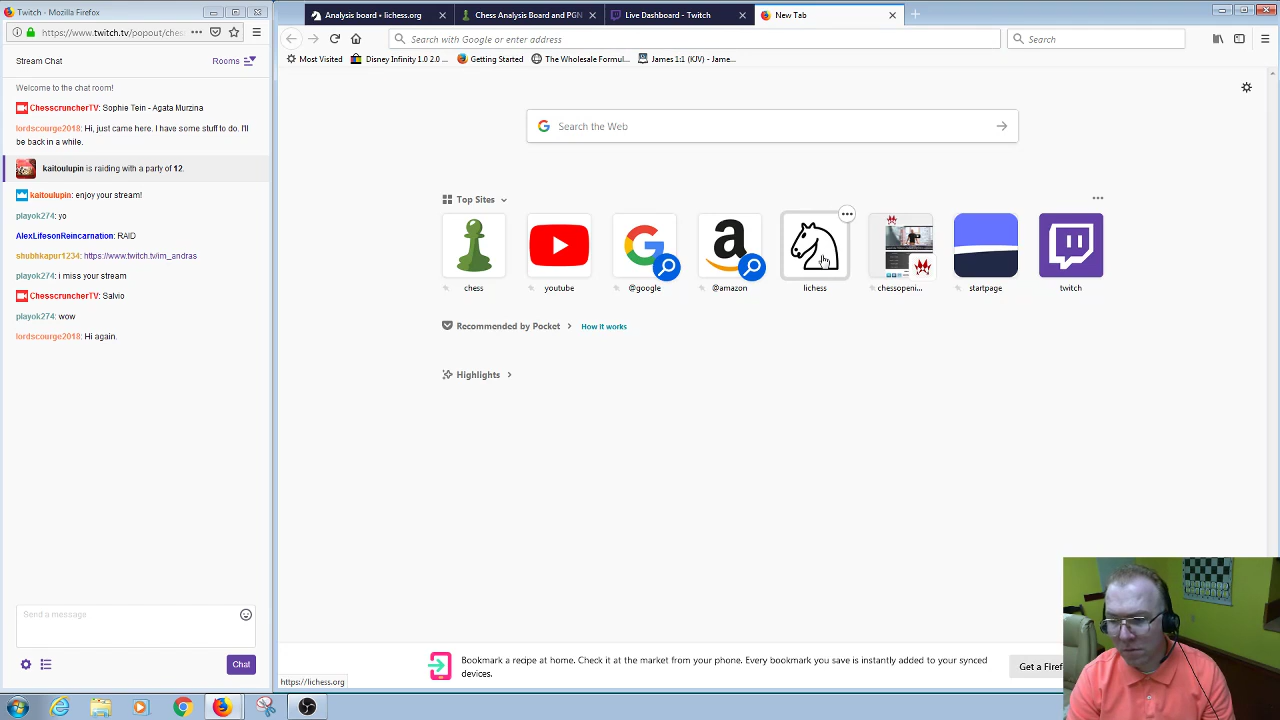 Twitch - Mozilla Firefox
https://www.twitch.tv/popout/ches
Stream Chat
Rooms
Welcome to the chat room!
ChesscruncherTV: Sophie Tein - Agata Murzina
lordscourge2018: Hi, just came here. I have some stuff to do. I'll
be back in a while.
kaitoulupin is raiding with a party of 12.
kaitoulupin: enjoy your stream!
playok274: yo
AlexLifesonReincarnation: RAID
shubhkapur1234: https://www.twitch.tv/im_andras
playok274: i miss your stream
ChesscruncherTV: Salvio
playok274: wow
lordscourge2018: Hi again.
Send a message
Chat
Analysis board • lichess.org
Chess Analysis Board and PGN
Live Dashboard - Twitch
New Tab
Search with Google or enter address
Search
Most Visited
Disney Infinity 1.0 2.0 ...
Getting Started
The Wholesale Formul...
James 1:1 (KJV) - Jame...
Search the Web
Top Sites
chess
youtube
@google
@amazon
lichess
chessopeni...
startpage
twitch
Recommended by Pocket
How it works
Highlights
Bookmark a recipe at home. Check it at the market from your phone. Every bookmark you save is instantly added to your synced
devices.
Get a Firef
https://lichess.org